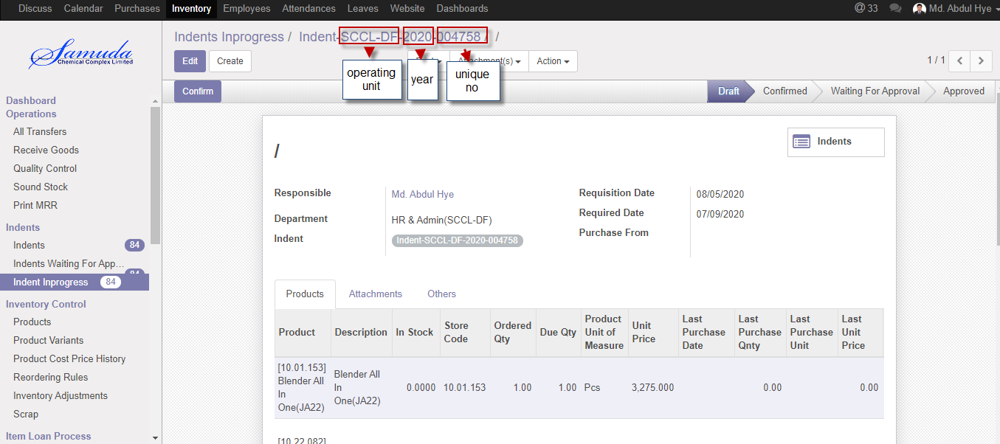 Discuss Calendar Purchases Inventory Employees Attendances Leaves Website Dashboards @ 33 Md. Abdul Hye
Samuda
Chemical Complex Limited
Indents Inprogress / Indent-SCCL-DF-2020-004758 / /
Edit Create Attachment(s) Action 1 / 1
operating
unit
year
unique
no
Confirm Draft Confirmed Waiting For Approval Approved
Dashboard
Operations
All Transfers
Receive Goods
Quality Control
Sound Stock
Print MRR
Indents
Indents 84
Indents Waiting For App... 84
Indent Inprogress 84
Inventory Control
Products
Product Variants
Product Cost Price History
Reordering Rules
Inventory Adjustments
Scrap
Item Loan Process
/
Indents
Responsible Md. Abdul Hye
Department HR & Admin(SCCL-DF)
Indent Indent-SCCL-DF-2020-004758
Requisition Date 08/05/2020
Required Date 07/09/2020
Purchase From
Products Attachments Others
Product Description In Stock Store Code Ordered Qty Due Qty Product Unit of Measure Unit Price Last Purchase Date Last Purchase Qnty Last Purchase Unit Last Unit Price
[10.01.153] Blender All In One(JA22) Blender All In One(JA22) 0.0000 10.01.153 1.00 1.00 Pcs 3,275.000 0.00 0.00
[10.22.082]